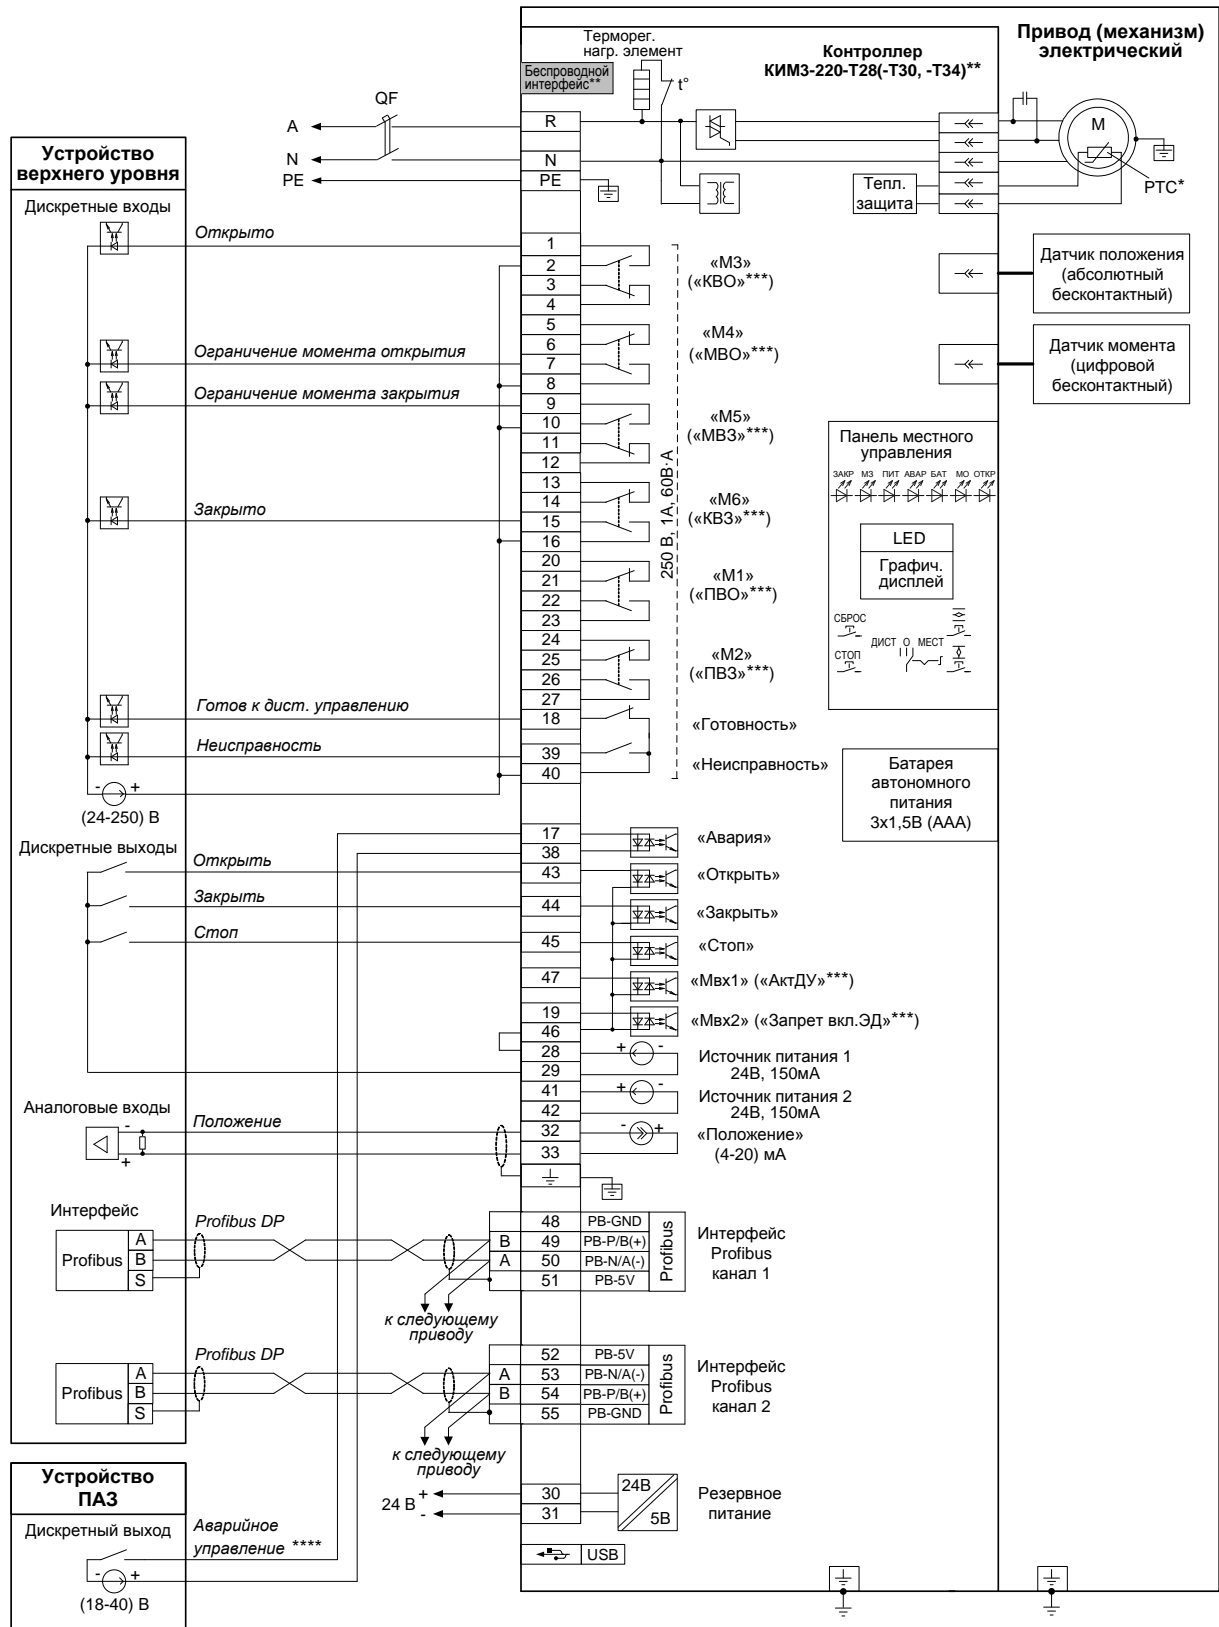 Привод (механизм)
электрический
Терморег.
нагр. элемент
Контроллер
КИМ3-220-Т28(-Т30, -Т34)**
Беспроводной
интерфейс**
t°
QF
A
R
N
N
PE
PE
M
PTC*
Тепл.
защита
Устройство
верхнего уровня
Дискретные входы
Открыто
1
2
3
4
«М3»
(«КВО»***)
Датчик положения
(абсолютный
бесконтактный)
Ограничение момента открытия
5
6
7
8
«М4»
(«МВО»***)
Датчик момента
(цифровой
бесконтактный)
Ограничение момента закрытия
9
10
11
12
«М5»
(«МВЗ»***)
Закрыто
13
14
15
16
«М6»
(«КВЗ»***)
20
21
22
23
«М1»
(«ПВО»***)
24
25
26
27
«М2»
(«ПВЗ»***)
250 В, 1А, 60В·А
Панель местного
управления
ЗАКР МЗ ПИТ АВАР БАТ МО ОТКР
LED
Графич.
дисплей
СБРОС
ДИСТ О МЕСТ
СТОП
Готов к дист. управлению
18
«Готовность»
Неисправность
39
40
«Неисправность»
- +
(24-250) В
Батарея
автономного
питания
3х1,5В (ААА)
17
38
«Авария»
Дискретные выходы
Открыть
43
«Открыть»
Закрыть
44
«Закрыть»
Стоп
45
«Стоп»
47
«Мвх1» («АктДУ»***)
19
46
«Мвх2» («Запрет вкл.ЭД»***)
28
29
+ -
Источник питания 1
24В, 150мА
41
42
+ -
Источник питания 2
24В, 150мА
Аналоговые входы
-
+
Положение
32
33
- +
«Положение»
(4-20) мА
Интерфейс
Profibus
A
B
S
Profibus DP
B
A
48 PB-GND
49 PB-P/B(+)
50 PB-N/A(-)
51 PB-5V
Profibus
Интерфейс
Profibus
канал 1
к следующему
приводу
Profibus
A
B
S
Profibus DP
A
B
52 PB-5V
53 PB-N/A(-)
54 PB-P/B(+)
55 PB-GND
Profibus
Интерфейс
Profibus
канал 2
к следующему
приводу
24 В
+
-
30
31
24В
5В
Резервное
питание
USB
Устройство
ПАЗ
Дискретный выход
Аварийное
управление ****
- +
(18-40) В